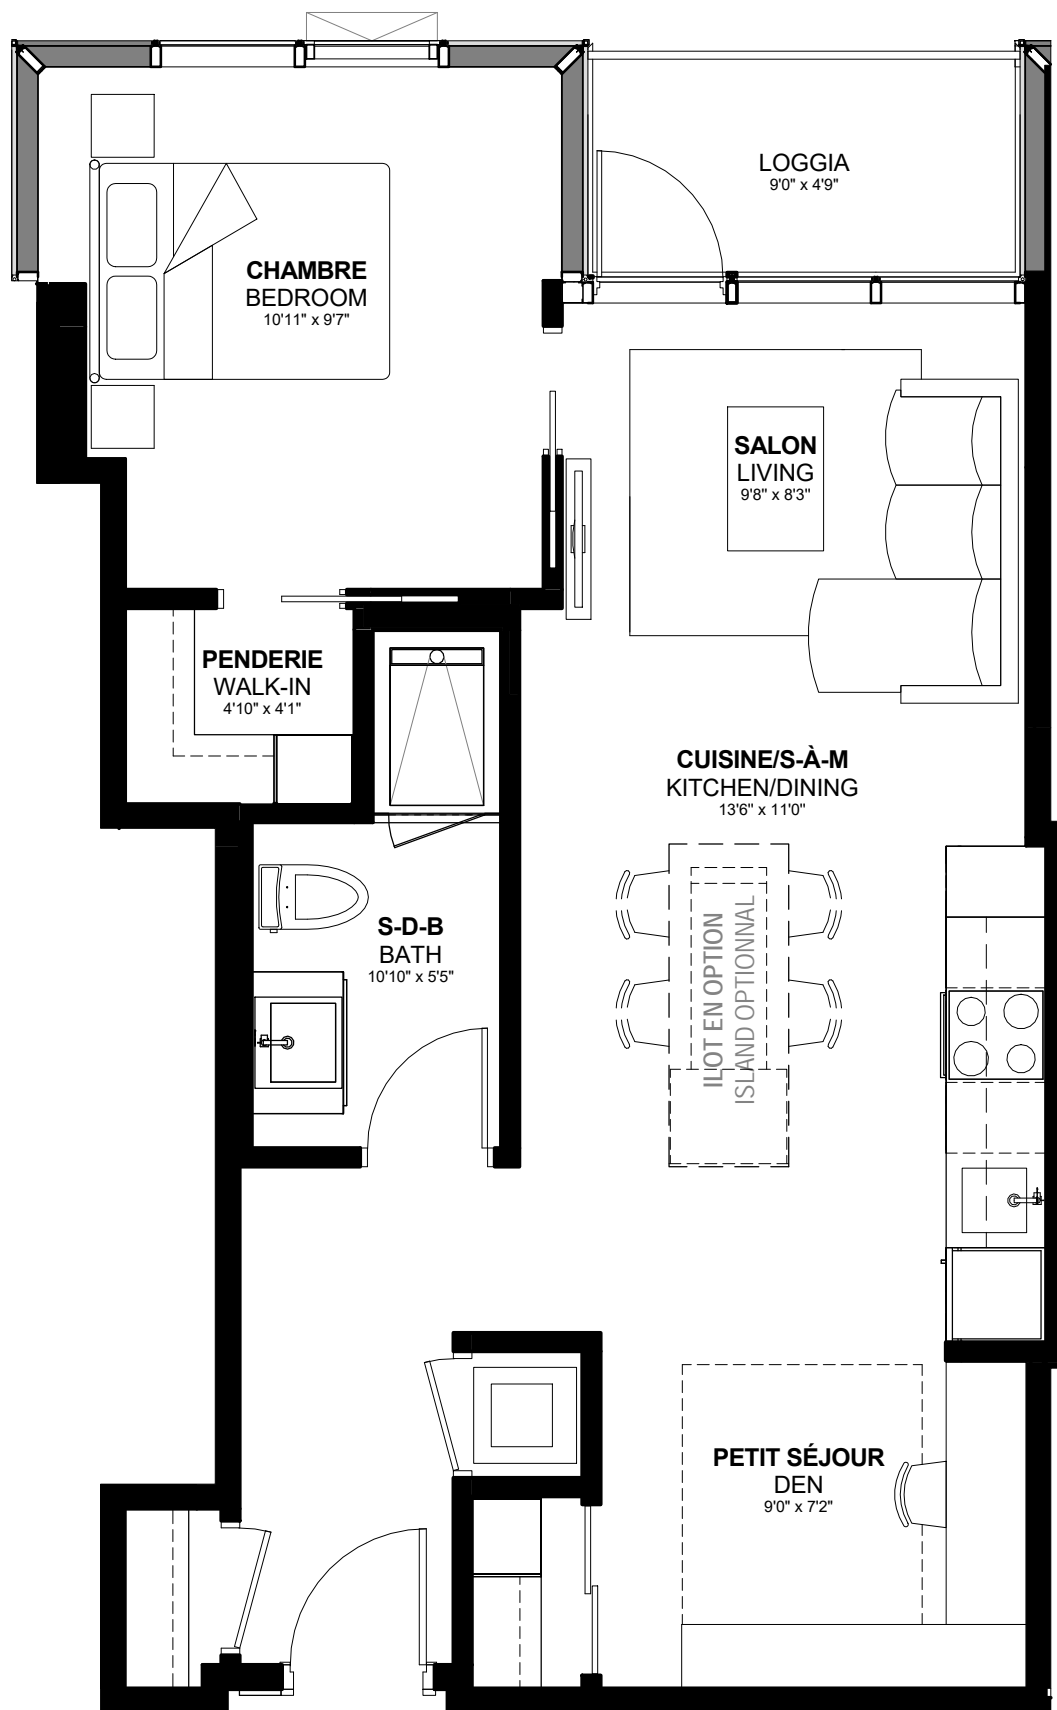 LOGGIA
9'0" x 4'9"
CHAMBRE
BEDROOM
10'11" x 9'7"
SALON
LIVING
9'8" x 8'3"
PENDERIE
WALK-IN
4'10" x 4'1"
CUISINE/S-À-M
KITCHEN/DINING
13'6" x 11'0"
S-D-B
BATH
10'10" x 5'5"
ILOT EN OPTION
ISLAND OPTIONNAL
PETIT SÉJOUR
DEN
9'0" x 7'2"